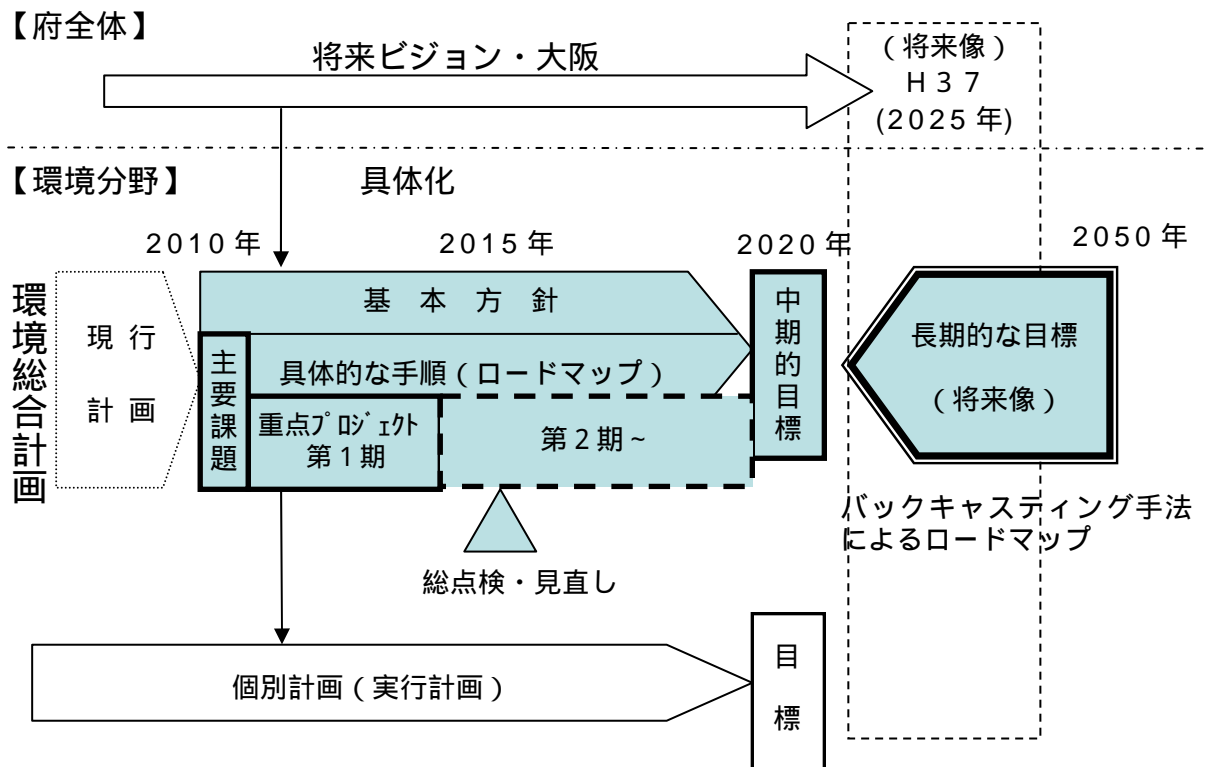 【府全体】
将来ビジョン・大阪
(将来像)
H37
(2025年)
【環境分野】
具体化
2010年
2015年
2020年
2050年
環境総合計画
現行
計画
基本方針
主要課題
具体的な手順(ロードマップ)
重点プロジェクト
第1期
第2期~
中期的目標
長期的な目標
(将来像)
バックキャスティング手法
によるロードマップ
総点検・見直し
個別計画(実行計画)
目標